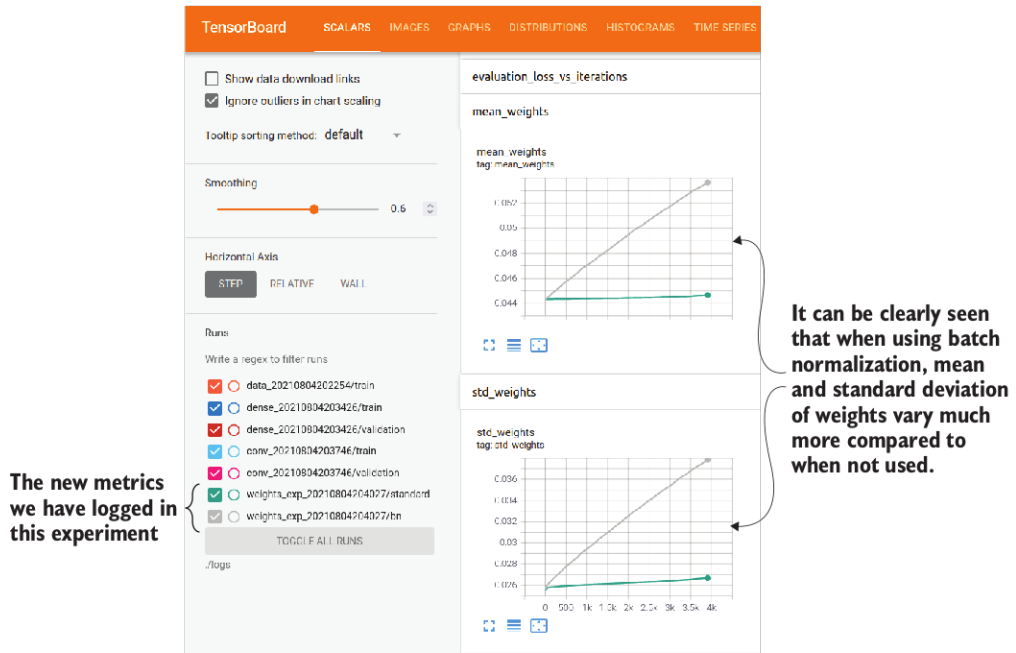 TensorBoard
SCALARS IMAGES GRAPHS DISTRIBUTIONS HISTOGRAMS TIME SERIES
Show data download links
Ignore outliers in chart scaling
Tooltip sorting method: default
Smoothing
0.6
Horizontal Axis
STEP RELATIVE WALL
Runs
Write a regex to filter runs
data_20210804202254/train
dense_20210804203426/train
dense_20210804203426/validation
conv_20210804203746/train
conv_20210804203746/validation
weights_exp_20210804204027/standard
weights_exp_20210804204027/bn
TOGGLE ALL RUNS
./logs
The new metrics
we have logged in
this experiment
evaluation_loss_vs_iterations
mean_weights
mean_weights
tag: mean_weights
0.052
0.05
0.048
0.046
0.044
std_weights
std_weights
tag: std_weights
0.036
0.034
0.032
0.03
0.028
0.026
0 500 1k 1.5k 2k 2.5k 3k 3.5k 4k
It can be clearly seen
that when using batch
normalization, mean
and standard deviation
of weights vary much
more compared to
when not used.